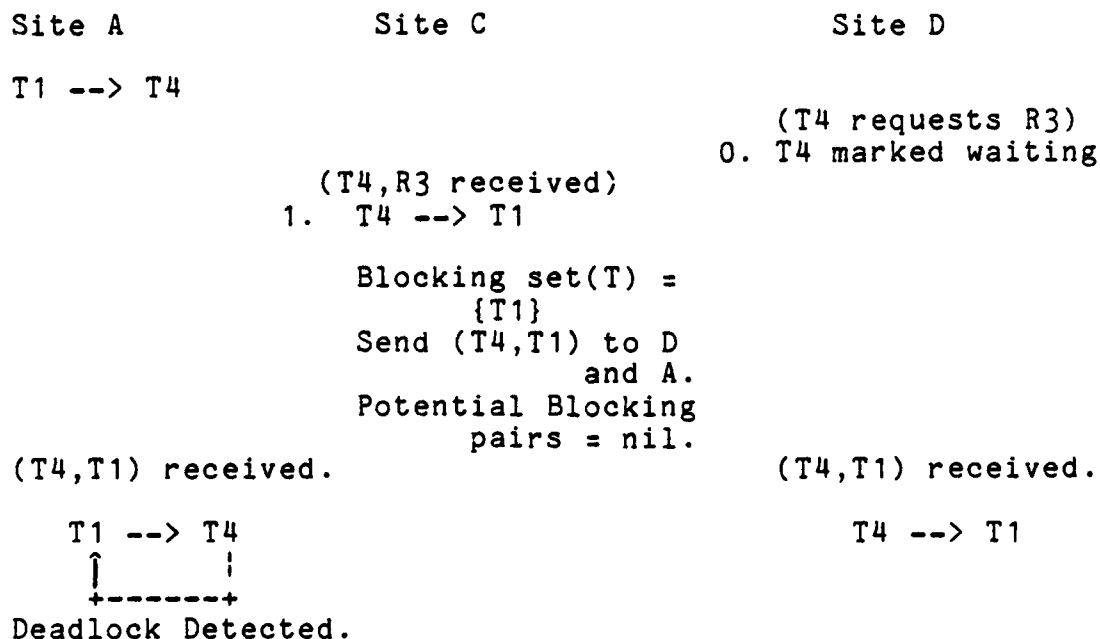 Site A Site C Site D
T1 --> T4
(T4 requests R3)
0. T4 marked waiting
(T4,R3 received)
1. T4 --> T1
Blocking set(T) =
{T1}
Send (T4,T1) to D
and A.
Potential Blocking
pairs = nil.
(T4,T1) received. (T4,T1) received.
T1 --> T4 T4 --> T1
+------+
Deadlock Detected.